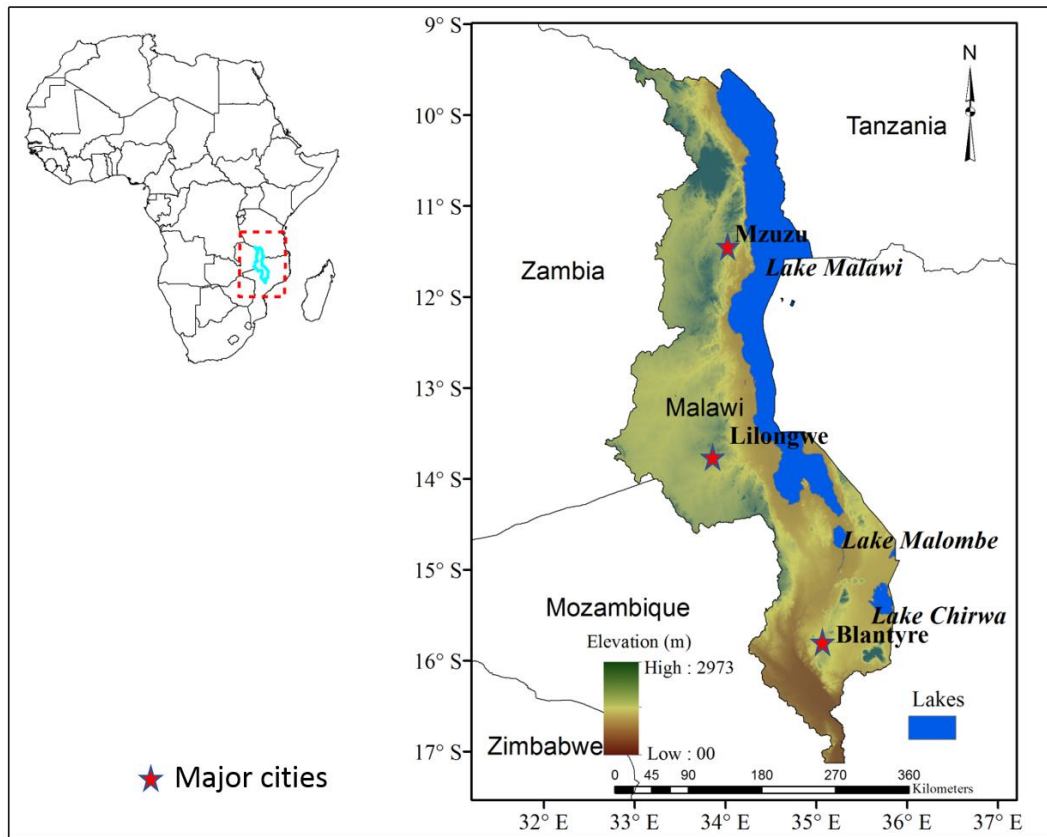 9° S
N
10° S
Tanzania
11° S
Mzuzu
Zambia
Lake Malawi
12° S
13° S
Malawi
Lilongwe
14° S
Lake Malombe
15° S
Mozambique
Lake Chirwa
Elevation (m)
Blantyre
16° S
High : 2973
Lakes
Zimbabwe
Low : 00
17° S
Major cities
0 45 90 180 270 360
Kilometers
32° E 33° E 34° E 35° E 36° E 37° E